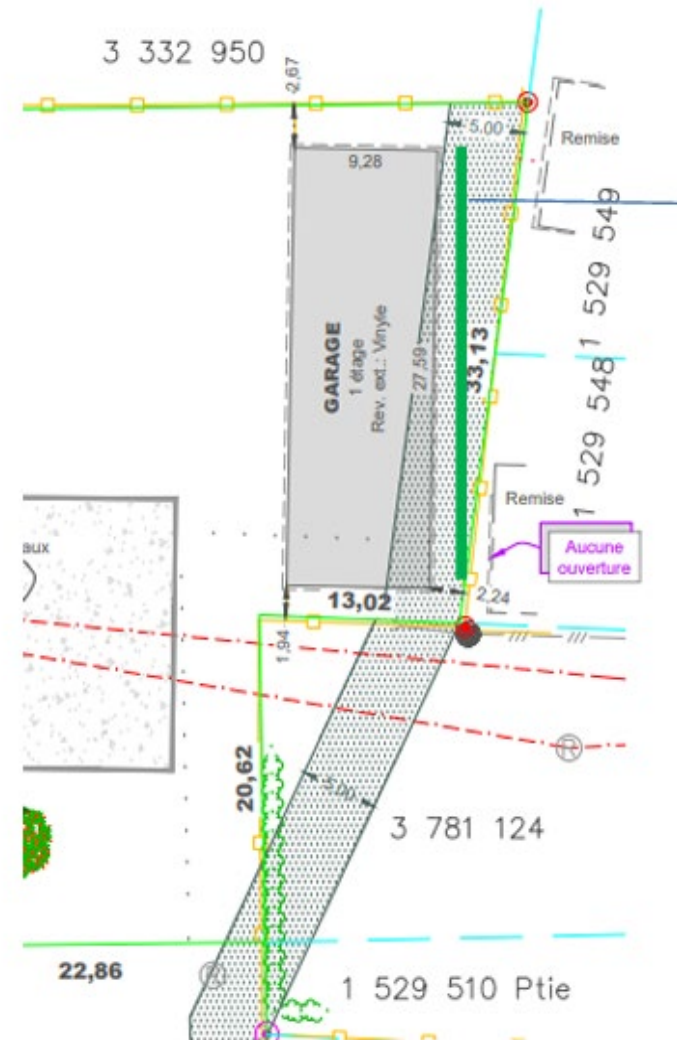 3 332 950
2,67
5.00
Remise
9,28
1 529 549
GARAGE
1 étage
Rev. ext.: Vinyle
27,59
33,13
1 529 548
Remise
aux
Aucune
ouverture
13,02
2,24
1,94
R
20,62
5.00
3 781 124
22,86
R
1 529 510 Ptie